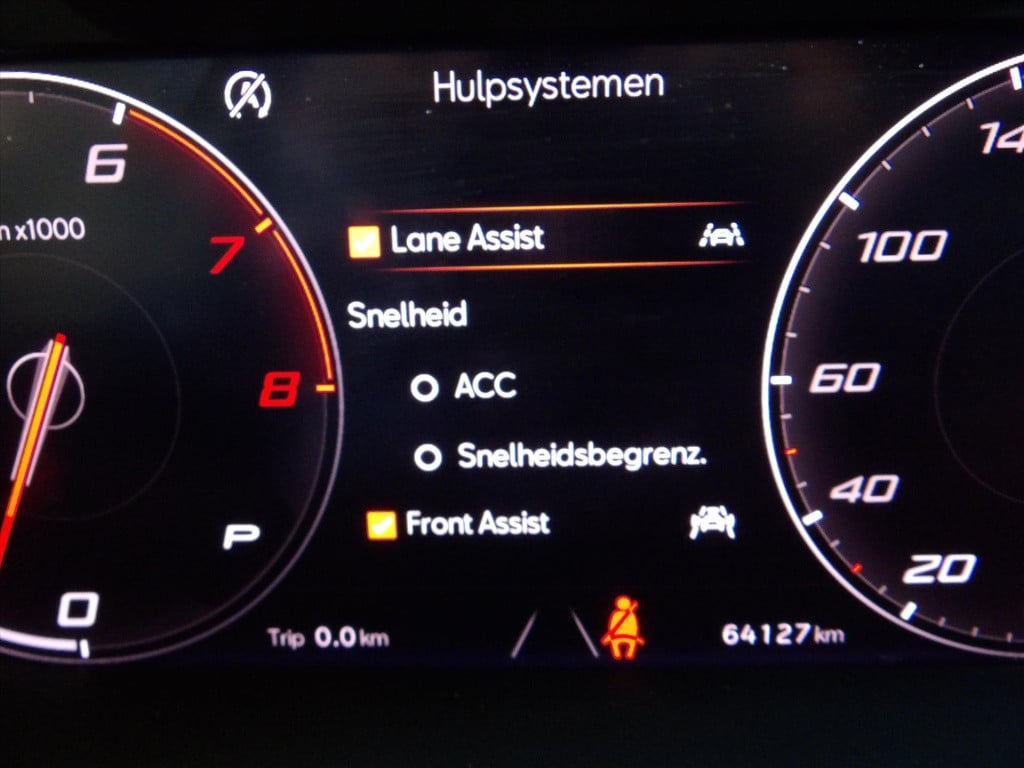 Hulpsystemen
6
7
8
x1000
P
0
Lane Assist
Snelheid
ACC
Snelheidsbegrenz.
Front Assist
Trip 0.0 km
64127 km
14
100
60
40
20